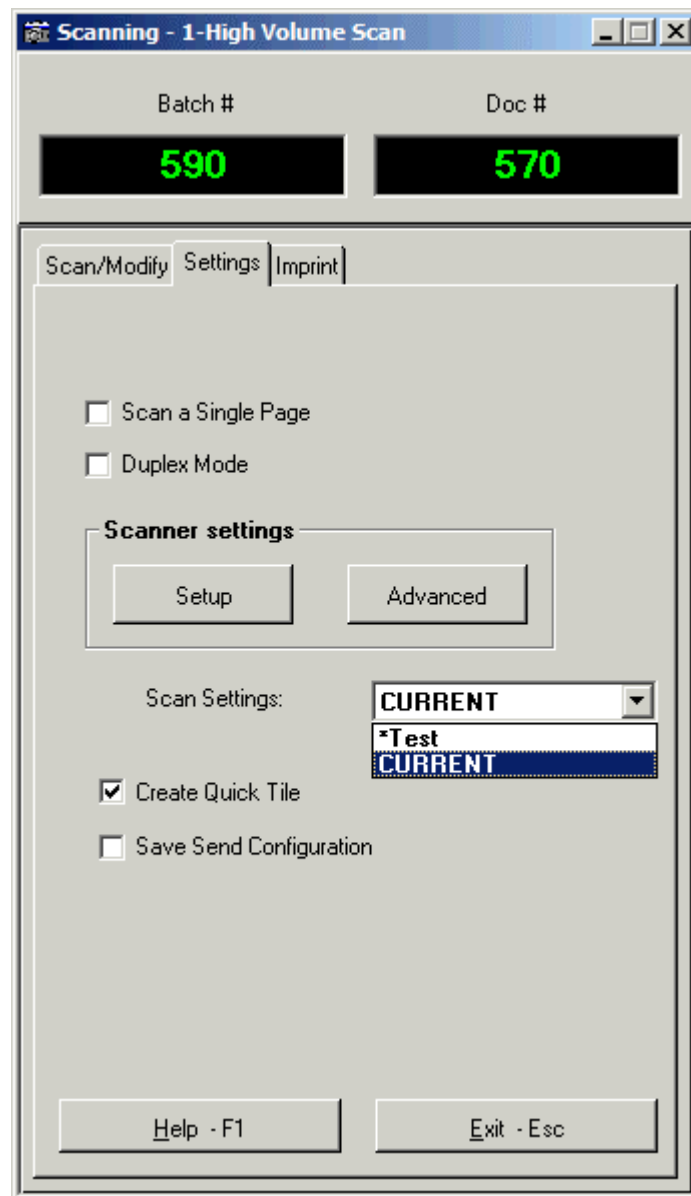 Scanning - 1-High Volume Scan
Batch # Doc #
590 570
Scan/Modify Settings Imprint
Scan a Single Page
Duplex Mode
Scanner settings
Setup Advanced
Scan Settings: CURRENT
*Test
CURRENT
Create Quick Tile
Save Send Configuration
Help - F1 Exit - Esc